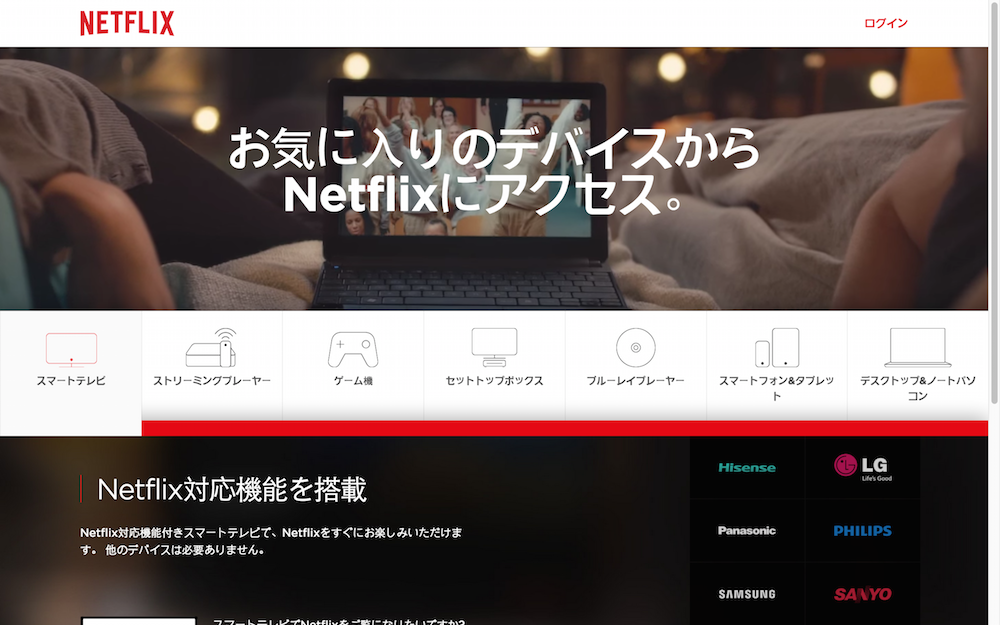 NETFLIX
ログイン
お気に入りのデバイスから
Netflixにアクセス。
スマートテレビ
ストリーミングプレーヤー
ゲーム機
セットトップボックス
ブルーレイプレーヤー
スマートフォン&タブレッ
ト
デスクトップ&ノートパソ
コン
Netflix対応機能を搭載
Netflix対応機能付きスマートテレビで、Netflixをすぐにお楽しみいただけま
す。 他のデバイスは必要ありません。
スマートテレビでNetflixをご覧になりたいですか?
Hisense
LG
Life's Good
Panasonic
PHILIPS
SAMSUNG
SANYO